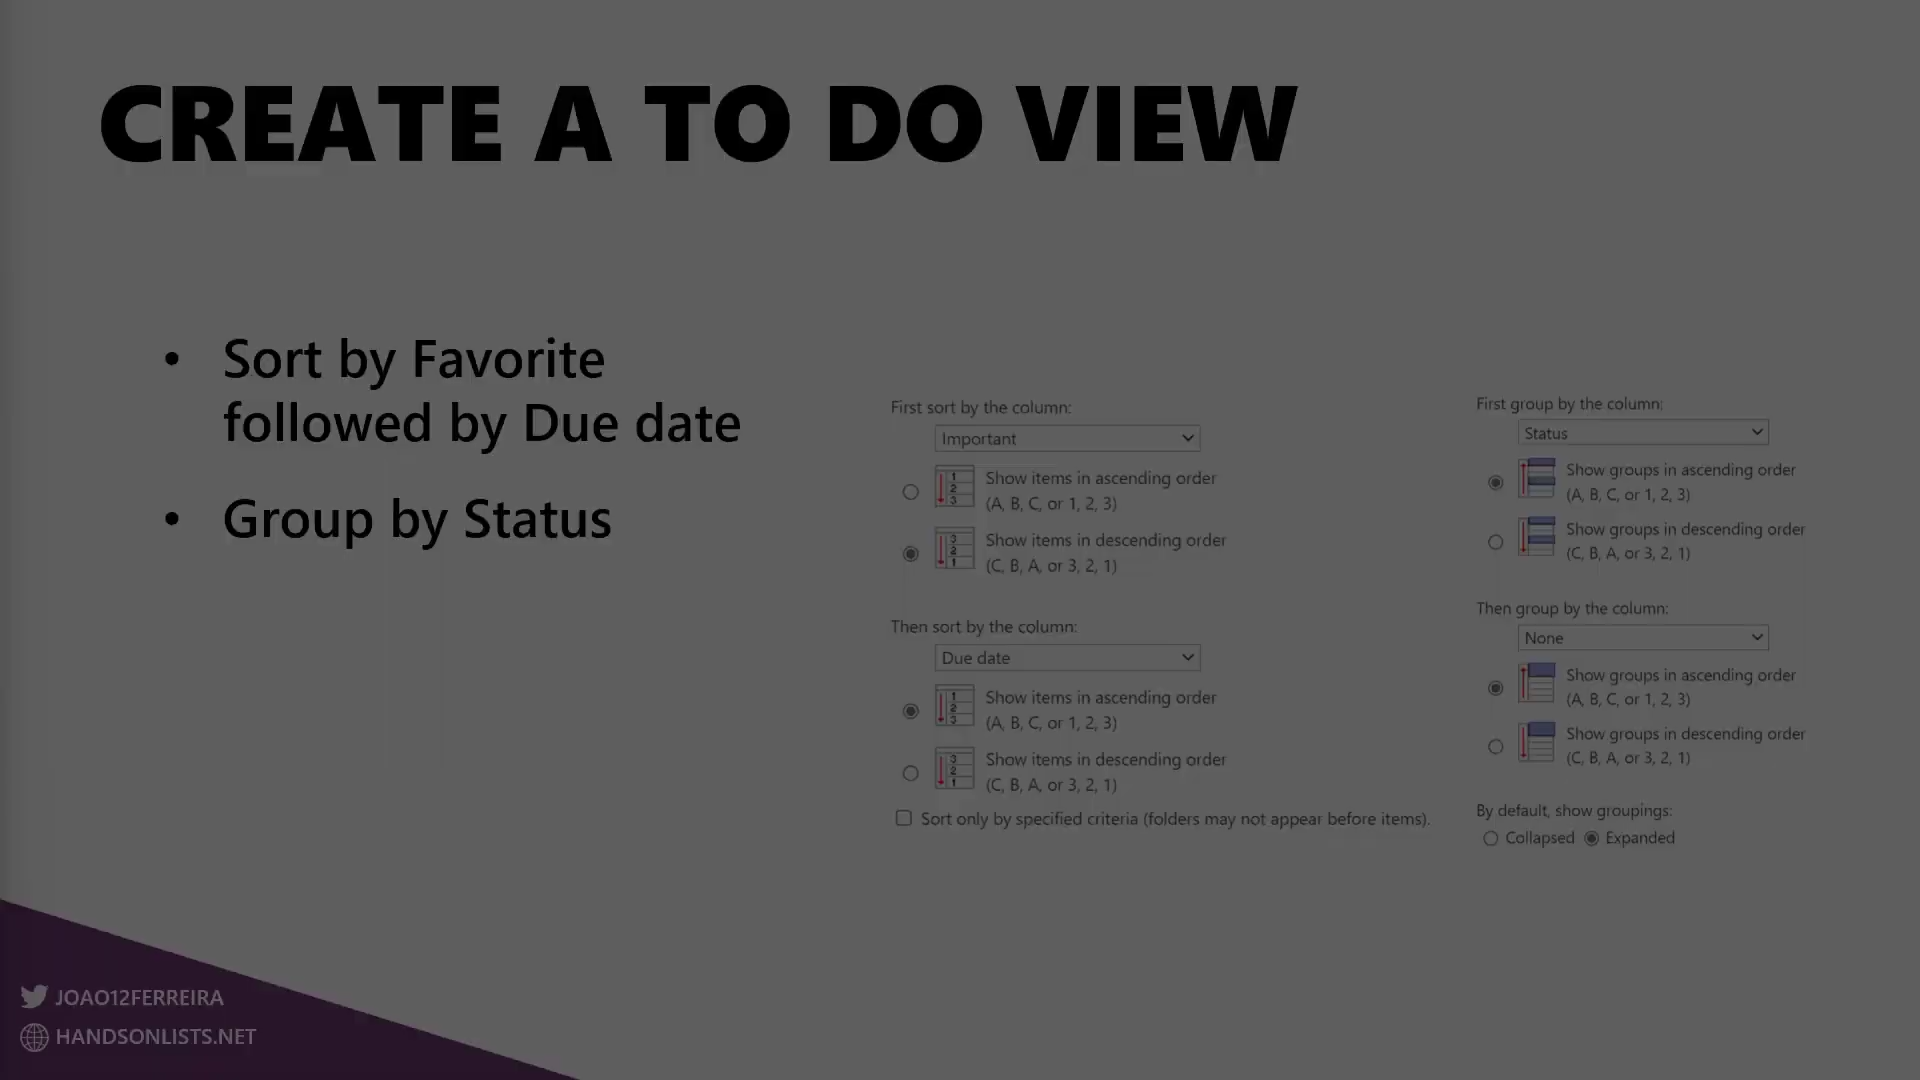 CREATE A TO DO VIEW
• Sort by Favorite
followed by Due date
• Group by Status
First sort by the column:
Important
Show items in ascending order
(A, B, C, or 1, 2, 3)
Show items in descending order
(C, B, A, or 3, 2, 1)
Then sort by the column:
Due date
Show items in ascending order
(A, B, C, or 1, 2, 3)
Show items in descending order
(C, B, A, or 3, 2, 1)
Sort only by specified criteria (folders may not appear before items).
First group by the column:
Status
Show groups in ascending order
(A, B, C, or 1, 2, 3)
Show groups in descending order
(C, B, A, or 3, 2, 1)
Then group by the column:
None
Show groups in ascending order
(A, B, C, or 1, 2, 3)
Show groups in descending order
(C, B, A, or 3, 2, 1)
By default, show groupings:
Collapsed Expanded
JOAO12FERREIRA
HANDSONLISTS.NET